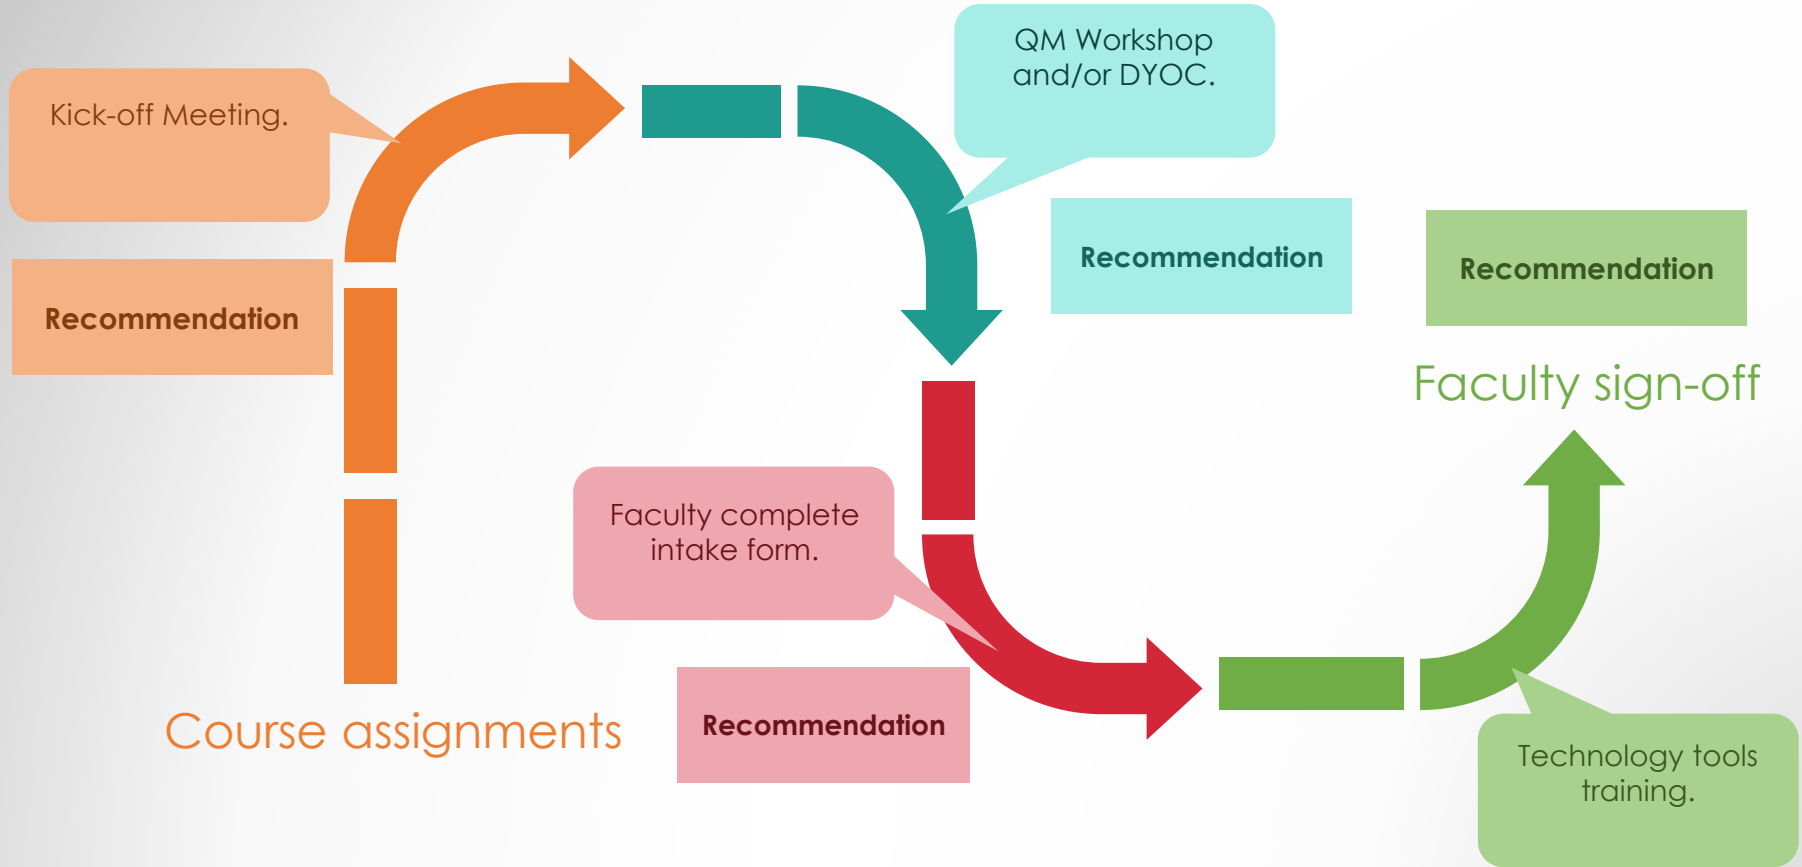 Kick-off Meeting.
Recommendation
Course assignments
QM Workshop
and/or DYOC.
Recommendation
Faculty complete
intake form.
Recommendation
Recommendation
Faculty sign-off
Technology tools
training.